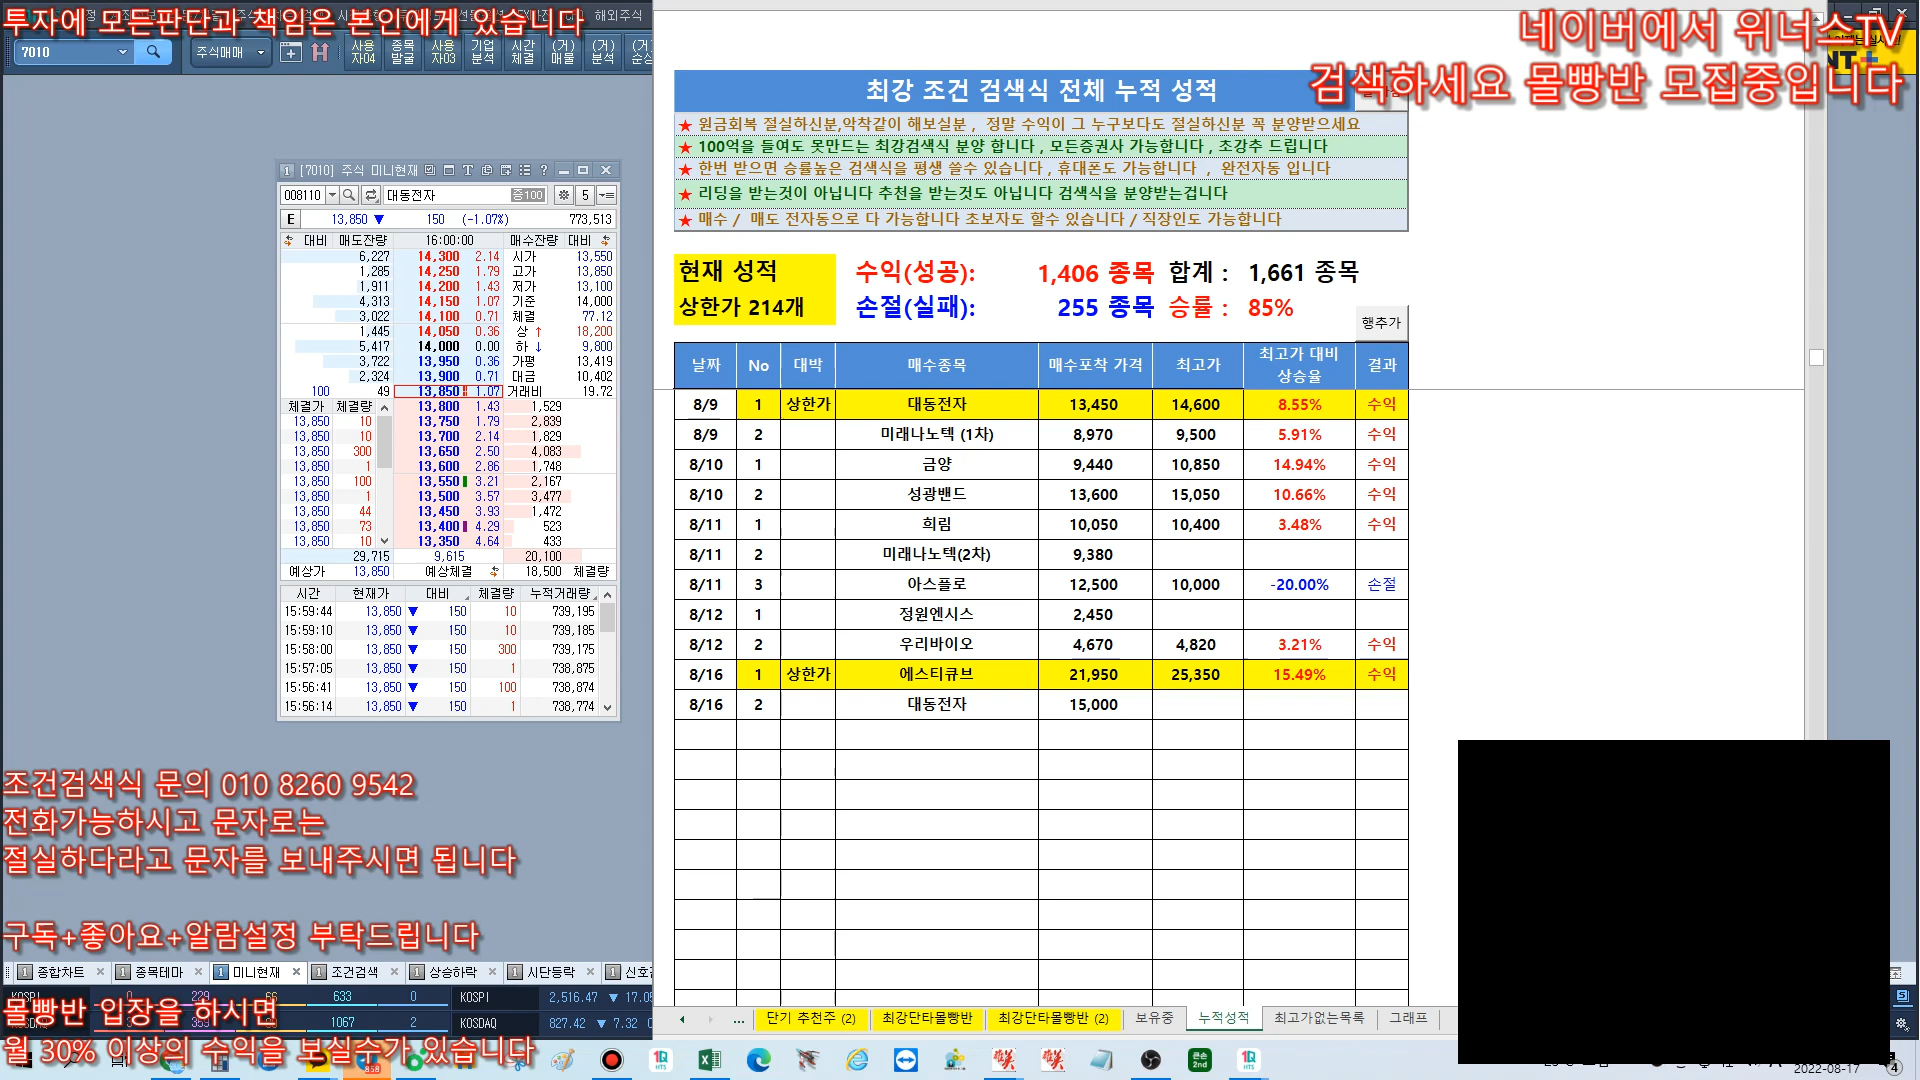 투자에 모든판단과 책임은 본인에게 있습니다
해외주식
네이버에서 위너스TV
검색하세요 몰빵반 모집중입니다
7010
주식매매
사용자04
종목발굴
사용자03
기업분석
시간체결
(거)매물
(거)분석
[7010] 주식 미니현재
008110 대동전자 증100 5
E 13,850 ▼ 150 (-1.07%) 773,513
대비 매도잔량 16:00:00 매수잔량 대비
6,227 14,300 2.14 시가 13,550
1,285 14,250 1.79 고가 13,850
1,911 14,200 1.43 저가 13,100
4,313 14,150 1.07 기준 14,000
3,022 14,100 0.71 체결 77.12
1,445 14,050 0.36 상 ↑ 18,200
5,417 14,000 0.00 하 ↓ 9,800
3,722 13,950 0.36 가평 13,419
2,324 13,900 0.71 대금 10,402
100 49 13,850 1.07 거래비 19.72
체결가 체결량 13,800 1.43 1,529
13,850 10 13,750 1.79 2,839
13,850 10 13,700 2.14 1,829
13,850 300 13,650 2.50 4,083
13,850 1 13,600 2.86 1,748
13,850 100 13,550 3.21 2,167
13,850 1 13,500 3.57 3,477
13,850 44 13,450 3.93 1,472
13,850 73 13,400 4.29 523
13,850 10 13,350 4.64 433
29,715 9,615 20,100
예상가 13,850 예상체결 18,500 체결량
시간 현재가 대비 체결량 누적거래량
15:59:44 13,850 ▼ 150 10 739,195
15:59:10 13,850 ▼ 150 10 739,185
15:58:00 13,850 ▼ 150 300 739,175
15:57:05 13,850 ▼ 150 1 738,875
15:56:41 13,850 ▼ 150 100 738,874
15:56:14 13,850 ▼ 150 1 738,774
최강 조건 검색식 전체 누적 성적
★ 원금회복 절실하신분,악착같이 해보실분 , 정말 수익이 그 누구보다도 절실하신분 꼭 분양받으세요
★ 100억을 들여도 못만드는 최강검색식 분양 합니다 , 모든증권사 가능합니다 , 초강추 드립니다
★ 한번 받으면 승률높은 검색식을 평생 쓸수 있습니다 , 휴대폰도 가능합니다 , 완전자동 입니다
★ 리딩을 받는것이 아닙니다 추천을 받는것도 아닙니다 검색식을 분양받는겁니다
★ 매수 / 매도 전자동으로 다 가능합니다 초보자도 할수 있습니다 / 직장인도 가능합니다
현재 성적 수익(성공): 1,406 종목 합계 : 1,661 종목
상한가 214개 손절(실패): 255 종목 승률 : 85%
행추가
날짜 No 대박 매수종목 매수포착 가격 최고가 최고가 대비 상승율 결과
8/9 1 상한가 대동전자 13,450 14,600 8.55% 수익
8/9 2 미래나노텍 (1차) 8,970 9,500 5.91% 수익
8/10 1 금양 9,440 10,850 14.94% 수익
8/10 2 성광밴드 13,600 15,050 10.66% 수익
8/11 1 희림 10,050 10,400 3.48% 수익
8/11 2 미래나노텍(2차) 9,380
8/11 3 아스플로 12,500 10,000 -20.00% 손절
8/12 1 정원엔시스 2,450
8/12 2 우리바이오 4,670 4,820 3.21% 수익
8/16 1 상한가 에스티큐브 21,950 25,350 15.49% 수익
8/16 2 대동전자 15,000
조건검색식 문의 010 8260 9542
전화가능하시고 문자로는
절실하다라고 문자를 보내주시면 됩니다
구독+좋아요+알람설정 부탁드립니다
종합차트 종목테마 미니현재 조건검색 상승하락 시단등락
633 0 KOSPI 2,516.47 ▼
1067 2 KOSDAQ 827.42 ▼ 7.32
몰빵반 입장을 하시면
월 30% 이상의 수익을 보실수가 있습니다
... 단기 추천주 (2) 최강단타몰빵반 최강단타몰빵반 (2) 보유중 누적성적 최고가없는목록 그래프
2022-08-17